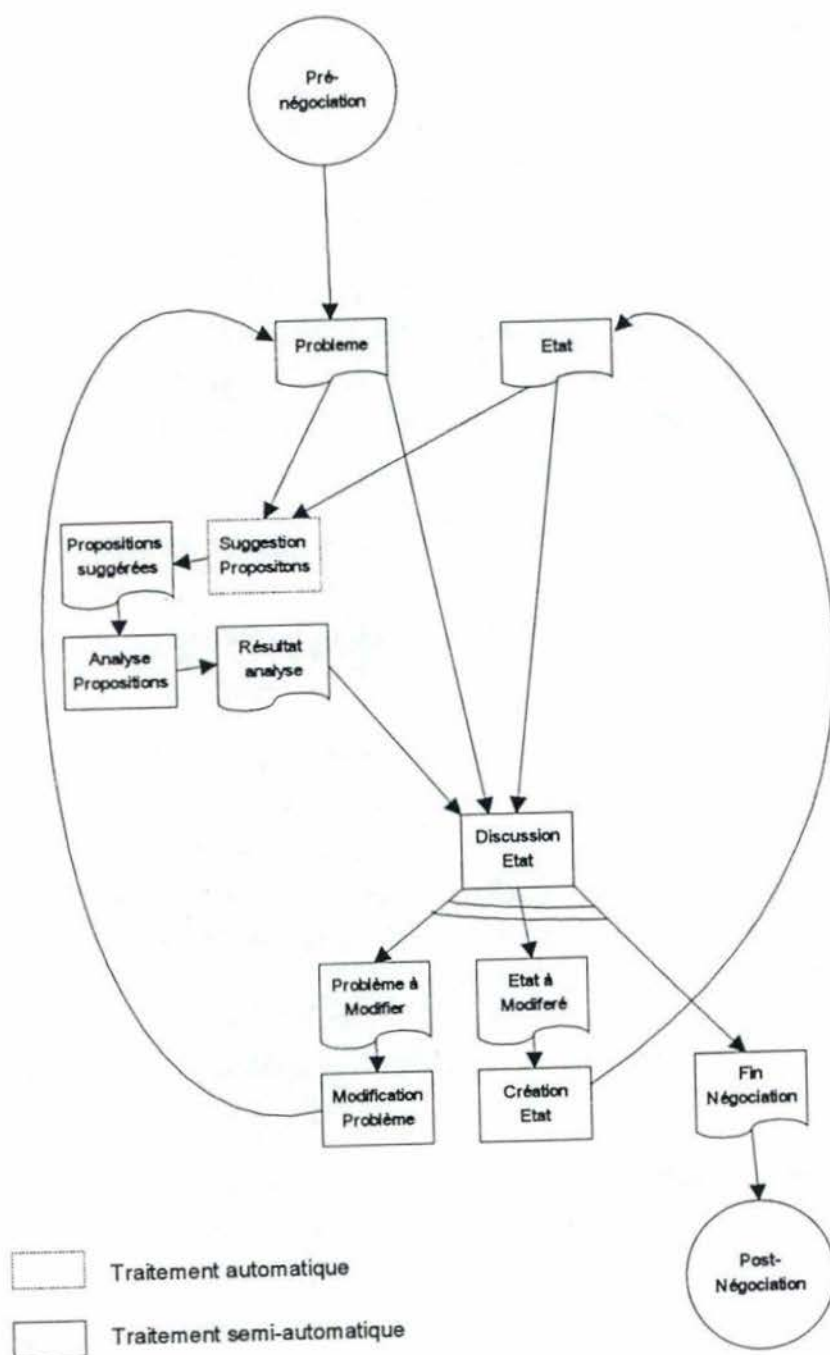 Pré-
négociation
Probleme
Etat
Propositions
suggérées
Suggestion
Propositons
Analyse
Propositions
Résultat
analyse
Discussion
Etat
Problème à
Modifier
Etat à
Modiferé
Modification
Problème
Création
Etat
Fin
Négociation
Post-
Négociation
Traitement automatique
Traitement semi-automatique